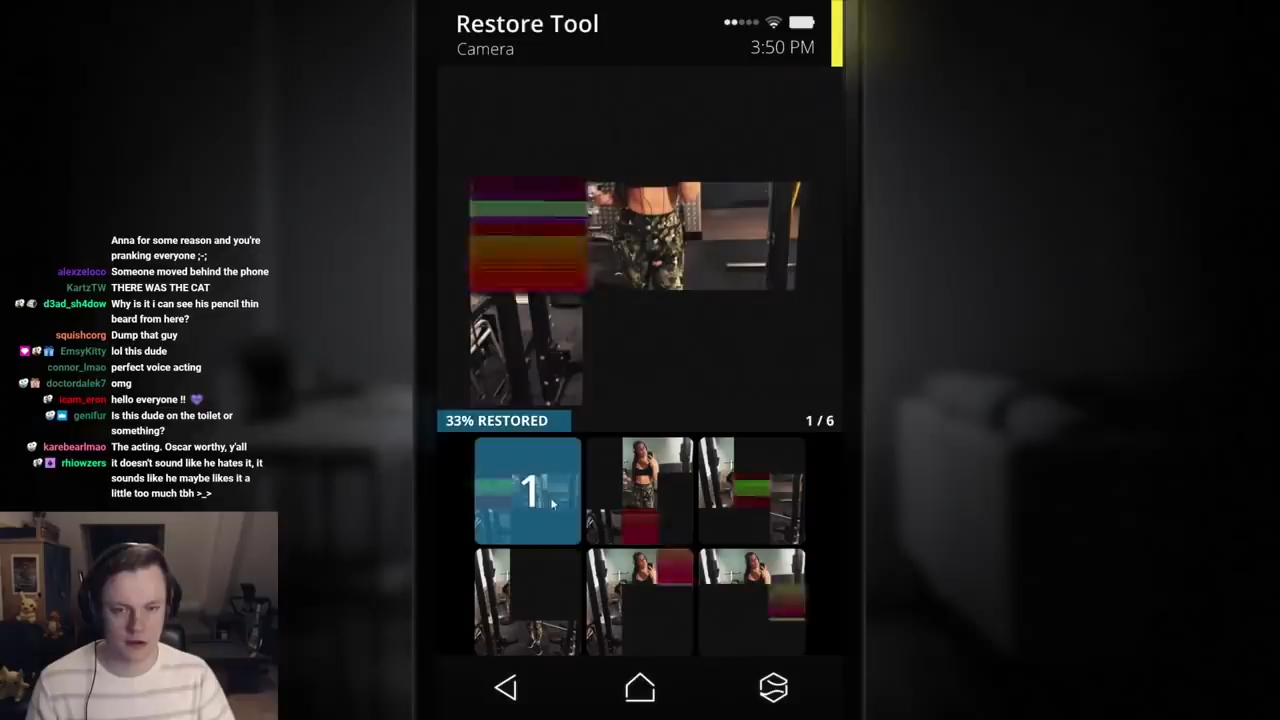 Restore Tool
Camera
3:50 PM
Anna for some reason and you're
pranking everyone ;-;
alexzeloco Someone moved behind the phone
KartzTW THERE WAS THE CAT
d3ad_sh4dow Why is it i can see his pencil thin
beard from here?
squishcorg Dump that guy
EmsyKitty lol this dude
connor_lmao perfect voice acting
doctordalek7 omg
icam_eron hello everyone !!
genifur Is this dude on the toilet or
something?
karebearlmao The acting. Oscar worthy, y'all
rhiowzers it doesn't sound like he hates it, it
sounds like he maybe likes it a
little too much tbh >_>
33% RESTORED
1 / 6
1